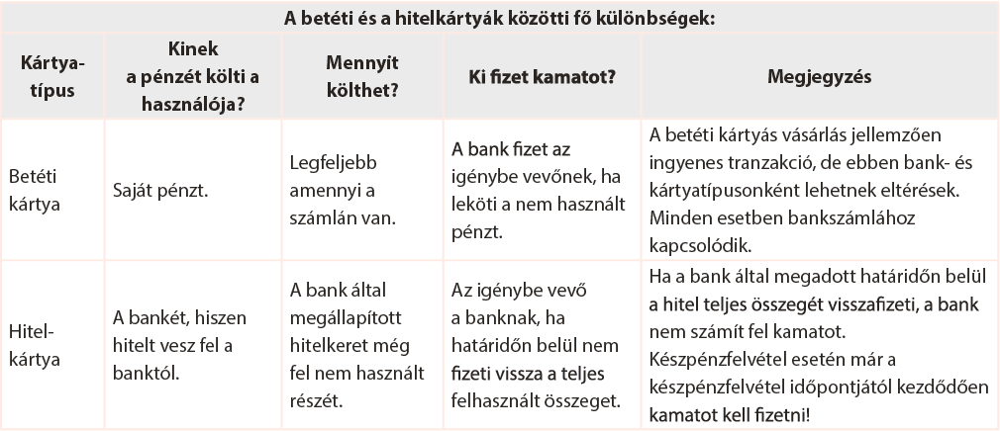 A betéti és a hitelkártyák közötti fő különbségek:
Kártya-
típus
Kinek
a pénzét költi a
használója?
Mennyit
költhet?
Ki fizet kamatot?
Megjegyzés
Betéti
kártya
Saját pénzt.
Legfeljebb
amennyi a
számlán van.
A bank fizet az
igénybe vevőnek, ha
leköti a nem használt
pénzt.
A betéti kártyás vásárlás jellemzően
ingyenes tranzakció, de ebben bank- és
kártyatípusonként lehetnek eltérések.
Minden esetben bankszámlához
kapcsolódik.
Hitel-
kártya
A bankét, hiszen
hitelt vesz fel a
banktól.
A bank által
megállapított
hitelkeret még
fel nem használt
részét.
Az igénybe vevő
a banknak, ha
határidőn belül nem
fizeti vissza a teljes
felhasznált összeget.
Ha a bank által megadott határidőn belül
a hitel teljes összegét visszafizeti, a bank
nem számít fel kamatot.
Készpénzfelvétel esetén már a
készpénzfelvétel időpontjától kezdődően
kamatot kell fizetni!